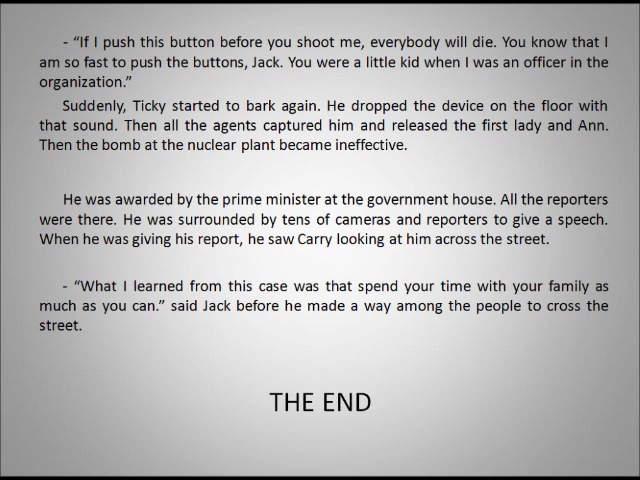 - “If I push this button before you shoot me, everybody will die. You know that I
am so fast to push the buttons, Jack. You were a little kid when I was an officer in the
organization.”
Suddenly, Ticky started to bark again. He dropped the device on the floor with
that sound. Then all the agents captured him and released the first lady and Ann.
Then the bomb at the nuclear plant became ineffective.
He was awarded by the prime minister at the government house. All the reporters
were there. He was surrounded by tens of cameras and reporters to give a speech.
When he was giving his report, he saw Carry looking at him across the street.
- “What I learned from this case was that spend your time with your family as
much as you can.” said Jack before he made a way among the people to cross the
street.
THE END